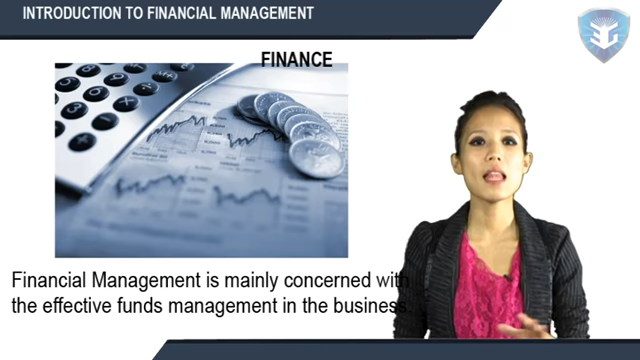 INTRODUCTION TO FINANCIAL MANAGEMENT
FINANCE
Financial Management is mainly concerned with
the effective funds management in the business.